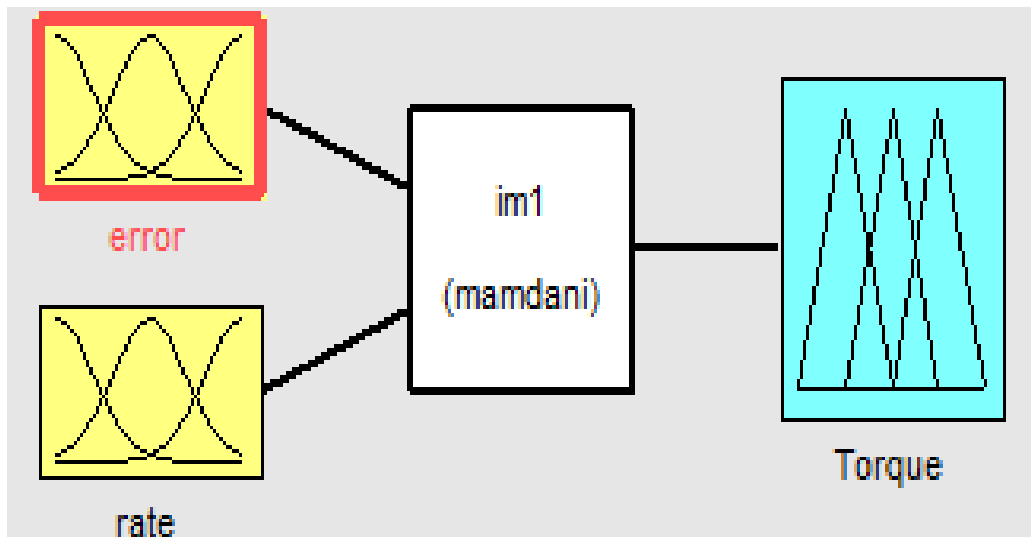 error
rate
im1
(mamdani)
Torque